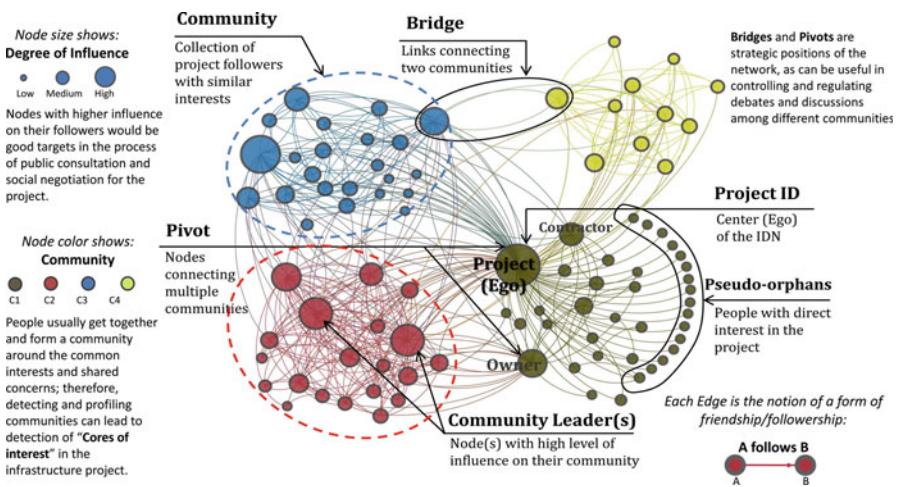 Node size shows:
Degree of Influence
Low Medium High
Nodes with higher influence
on their followers would be
good targets in the process
of public consultation and
social negotiation for the
project.
Node color shows:
Community
C1 C2 C3 C4
People usually get together
and form a community
around the common
interests and shared
concerns; therefore,
detecting and profiling
communities can lead to
detection of “Cores of
interest” in the
infrastructure project.
Community
Collection of
project followers
with similar
interests
Bridge
Links connecting
two communities
Bridges and Pivots are
strategic positions of the
network, as can be useful in
controlling and regulating
debates and discussions
among different communities
Pivot
Nodes
connecting
multiple
communities
Contractor
Project
(Ego)
Owner
Project ID
Center (Ego)
of the IDN
Pseudo-orphans
People with direct
interest in the
project
Community Leader(s)
Node(s) with high level of
influence on their community
Each Edge is the notion of a form of
friendship/followership:
A follows B
A B